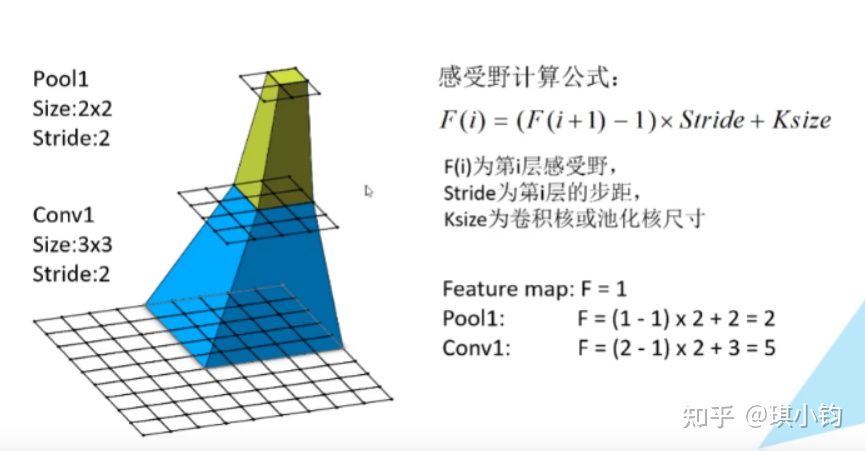 Pool1
Size:2x2
Stride:2
Conv1
Size:3x3
Stride:2
感受野计算公式：
F(i) = (F(i+1) − 1)× Stride + Ksize
F(i)为第i层感受野，
Stride为第i层的步距，
Ksize为卷积核或池化核尺寸
Feature map: F = 1
Pool1: F = (1 - 1) x 2 + 2 = 2
Conv1: F = (2 - 1) x 2 + 3 = 5
知乎 @琪小钧